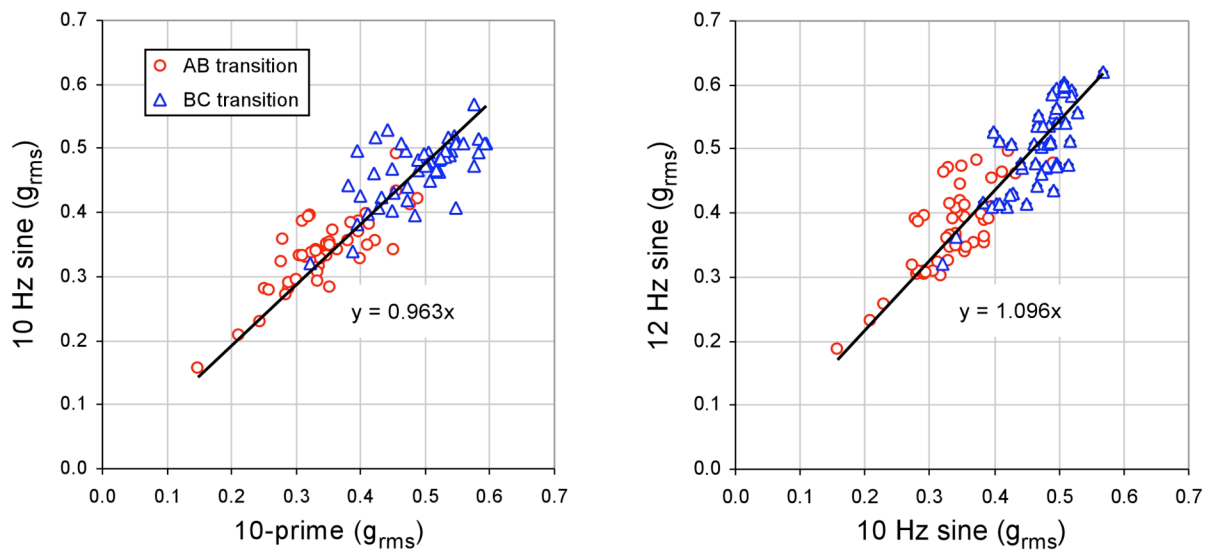 0.7
0.6
0.5
0.4
0.3
0.2
0.1
0.0
10 Hz sine (grms)
AB transition
BC transition
y = 0.963x
0.0 0.1 0.2 0.3 0.4 0.5 0.6 0.7
10-prime (grms)
0.7
0.6
0.5
0.4
0.3
0.2
0.1
0.0
12 Hz sine (grms)
y = 1.096x
0.0 0.1 0.2 0.3 0.4 0.5 0.6 0.7
10 Hz sine (grms)